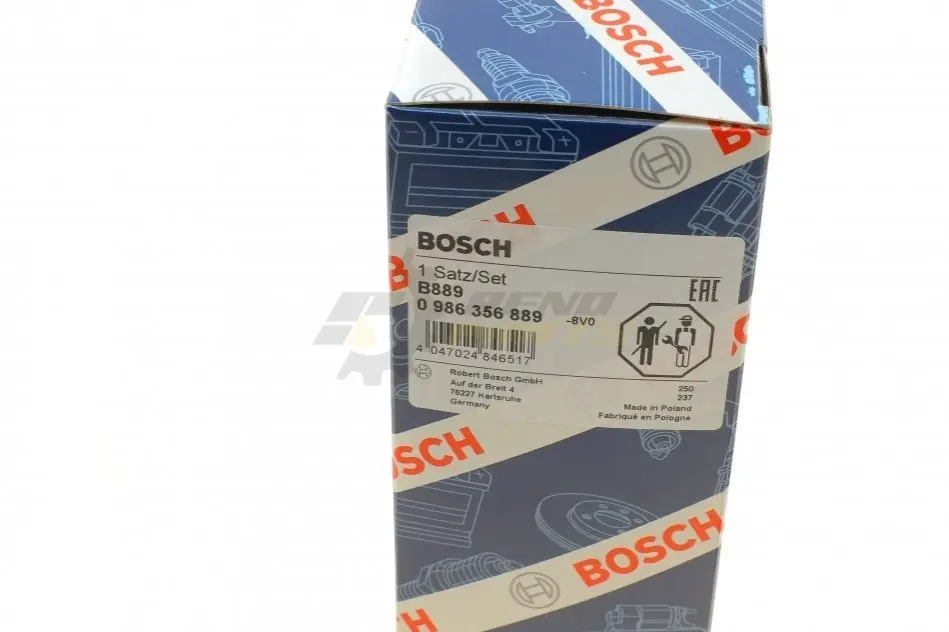 BOSCH
BOSCH
BOSCH
1 Satz/Set
B889
0 986 356 889 -8V0
EAC
4 047024 846517
Robert Bosch GmbH
Auf der Breit 4
76227 Karlsruhe
Germany
250
237
Made in Poland
Fabriqué en Pologne
BOSCH
BOSCH